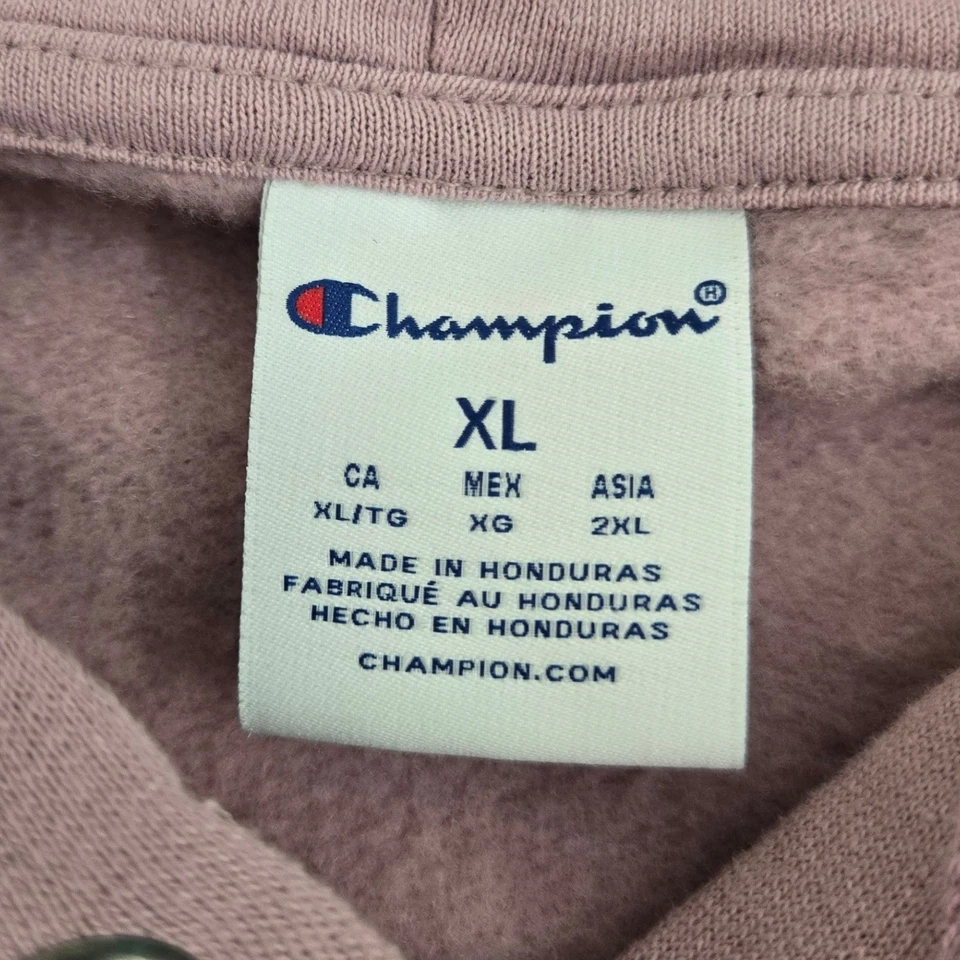 Champion®
XL
CA MEX ASIA
XL/TG XG 2XL
MADE IN HONDURAS
FABRIQUÉ AU HONDURAS
HECHO EN HONDURAS
CHAMPION.COM